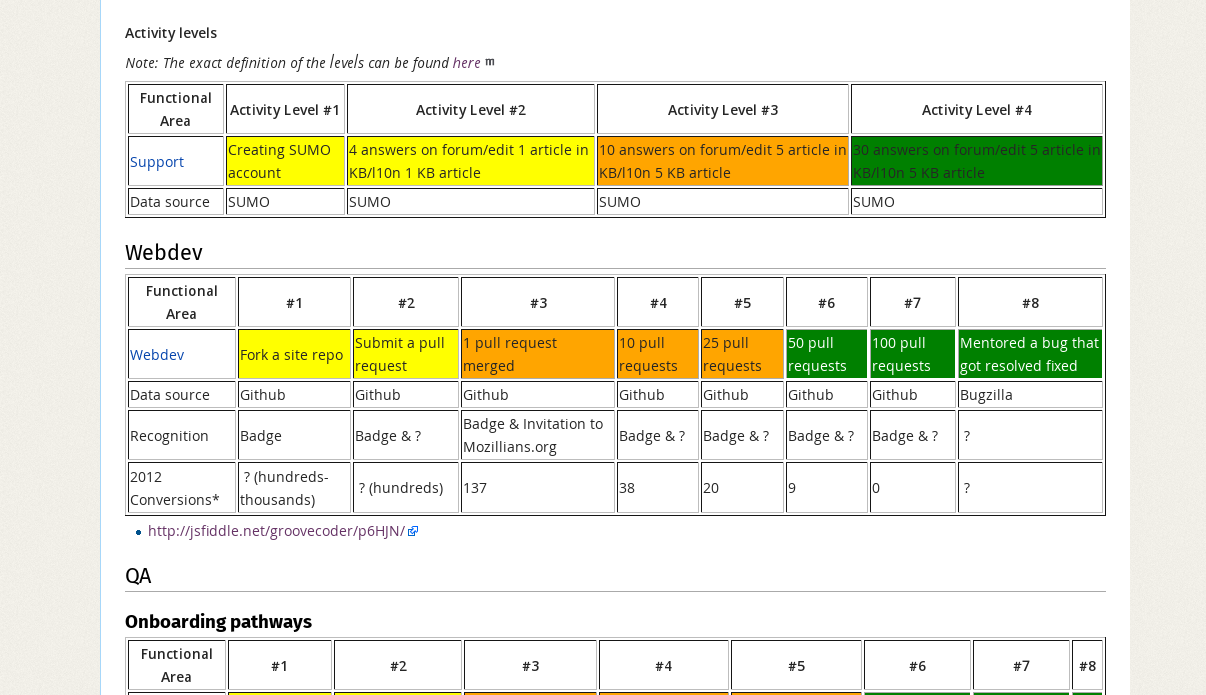 Activity levels
Note: The exact definition of the levels can be found here m
Functional Area | Activity Level #1 | Activity Level #2 | Activity Level #3 | Activity Level #4
Support | Creating SUMO account | 4 answers on forum/edit 1 article in KB/l10n 1 KB article | 10 answers on forum/edit 5 article in KB/l10n 5 KB article | 30 answers on forum/edit 5 article in KB/l10n 5 KB article
Data source | SUMO | SUMO | SUMO | SUMO
Webdev
Functional Area | #1 | #2 | #3 | #4 | #5 | #6 | #7 | #8
Webdev | Fork a site repo | Submit a pull request | 1 pull request merged | 10 pull requests | 25 pull requests | 50 pull requests | 100 pull requests | Mentored a bug that got resolved fixed
Data source | Github | Github | Github | Github | Github | Github | Github | Bugzilla
Recognition | Badge | Badge & ? | Badge & Invitation to Mozillians.org | Badge & ? | Badge & ? | Badge & ? | Badge & ? | ?
2012 Conversions* | ? (hundreds-thousands) | ? (hundreds) | 137 | 38 | 20 | 9 | 0 | ?
http://jsfiddle.net/groovecoder/p6HJN/
QA
Onboarding pathways
Functional Area | #1 | #2 | #3 | #4 | #5 | #6 | #7 | #8